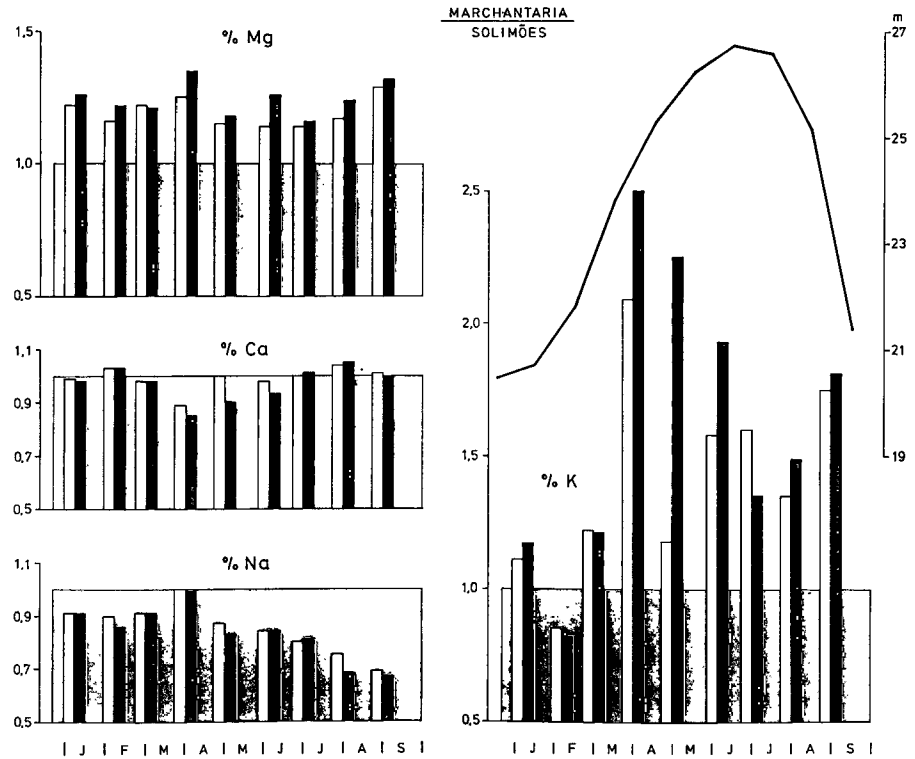 MARCHANTARIA
SOLIMÕES
% Mg
1,5
1,0
0,5
% Ca
1,1
0,9
0,7
0,5
% Na
1,1
0,9
0,7
0,5
J F M A M J J A S
m
27
25
23
21
19
2,5
2,0
1,5
1,0
0,5
% K
J F M A M J J A S